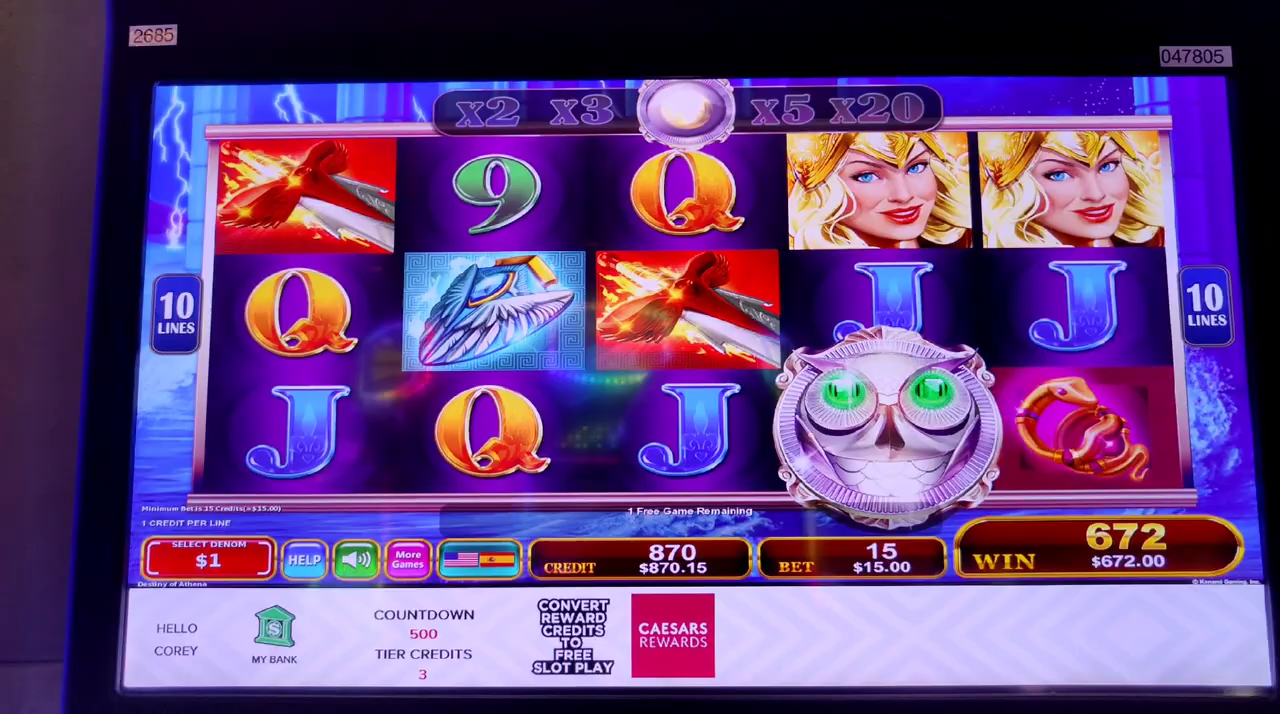 2685
047805
x2 x3 x5 x20
9 Q
10
LINES
Q J J
10
LINES
J Q J
Minimum Bet is 15 Credits(=$15.00)
1 Free Game Remaining
1 CREDIT PER LINE
SELECT DENOM
$1
HELP
More
Games
CREDIT
870
$870.15
BET
15
$15.00
WIN
672
$672.00
Destiny of Athena
© Konami Gaming, Inc.
HELLO
COREY
$
MY BANK
COUNTDOWN
500
TIER CREDITS
3
CONVERT
REWARD
CREDITS
TO
FREE
SLOT PLAY
CAESARS
REWARDS